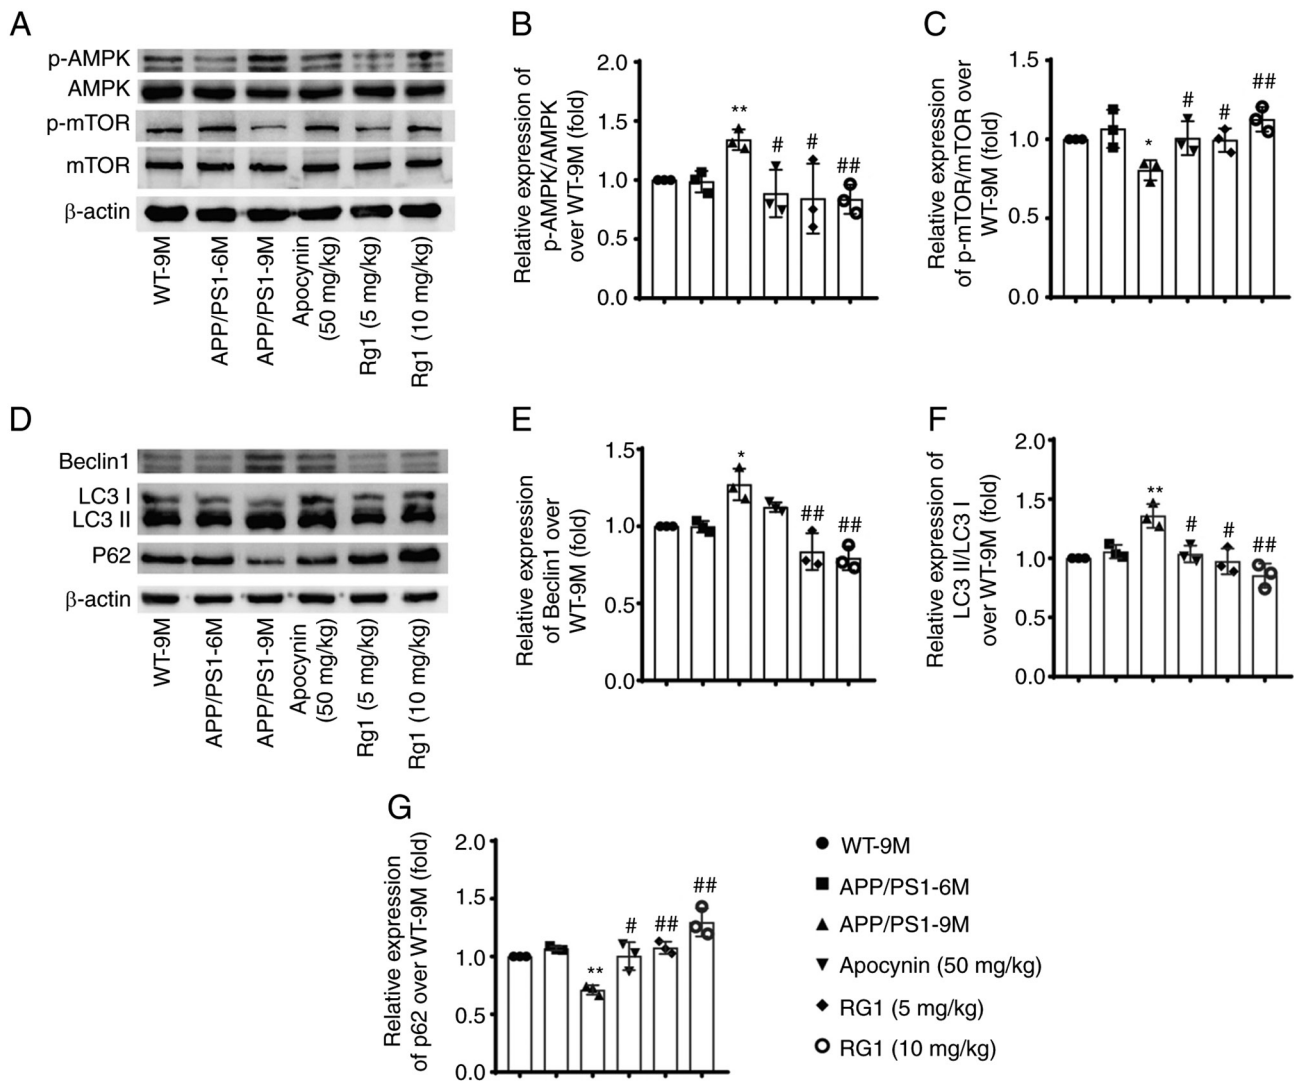 A
p-AMPK
AMPK
p-mTOR
mTOR
β-actin
WT-9M
APP/PS1-6M
APP/PS1-9M
Apocynin
(50 mg/kg)
Rg1 (5 mg/kg)
Rg1 (10 mg/kg)
B
Relative expression of
p-AMPK/AMPK
over WT-9M (fold)
2.0
1.5
1.0
0.5
0.0
**
#
#
##
C
Relative expression
of p-mTOR/mTOR over
WT-9M (fold)
1.5
1.0
0.5
0.0
*
#
#
##
D
Beclin1
LC3 I
LC3 II
P62
β-actin
WT-9M
APP/PS1-6M
APP/PS1-9M
Apocynin
(50 mg/kg)
Rg1 (5 mg/kg)
Rg1 (10 mg/kg)
E
Relative expression
of Beclin1 over
WT-9M (fold)
1.5
1.0
0.5
0.0
*
##
##
F
Relative expression of
LC3 II/LC3 I
over WT-9M (fold)
2.0
1.5
1.0
0.5
0.0
**
#
#
##
G
Relative expression
of p62 over WT-9M (fold)
2.0
1.5
1.0
0.5
0.0
**
#
##
##
WT-9M
APP/PS1-6M
APP/PS1-9M
Apocynin (50 mg/kg)
RG1 (5 mg/kg)
RG1 (10 mg/kg)